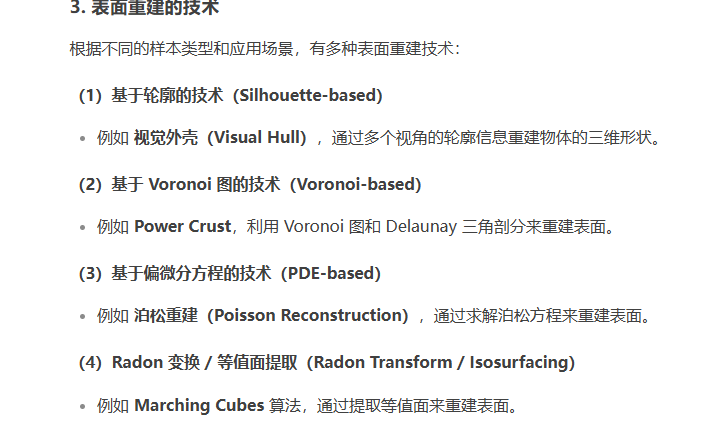 3. 表面重建的技术
根据不同的样本类型和应用场景，有多种表面重建技术：
（1）基于轮廓的技术（Silhouette-based）
• 例如 视觉外壳（Visual Hull），通过多个视角的轮廓信息重建物体的三维形状。
（2）基于 Voronoi 图的技术（Voronoi-based）
• 例如 Power Crust，利用 Voronoi 图和 Delaunay 三角剖分来重建表面。
（3）基于偏微分方程的技术（PDE-based）
• 例如 泊松重建（Poisson Reconstruction），通过求解泊松方程来重建表面。
（4）Radon 变换 / 等值面提取（Radon Transform / Isosurfacing）
• 例如 Marching Cubes 算法，通过提取等值面来重建表面。